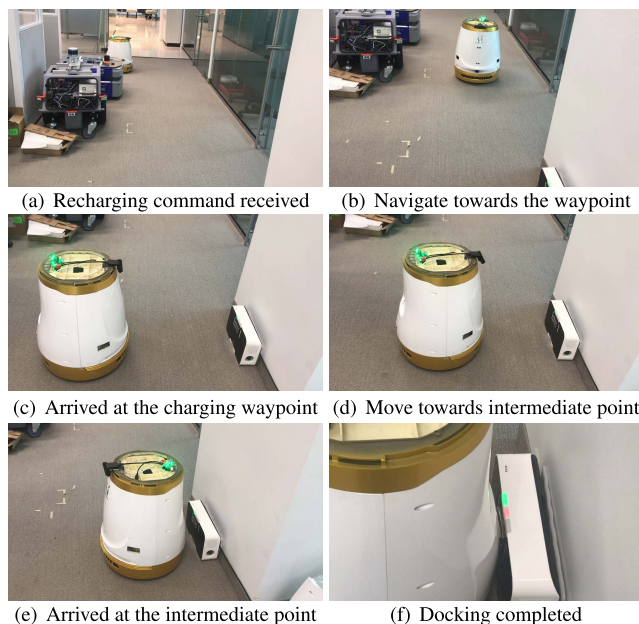 (a) Recharging command received
(b) Navigate towards the waypoint
(c) Arrived at the charging waypoint
(d) Move towards intermediate point
(e) Arrived at the intermediate point
(f) Docking completed